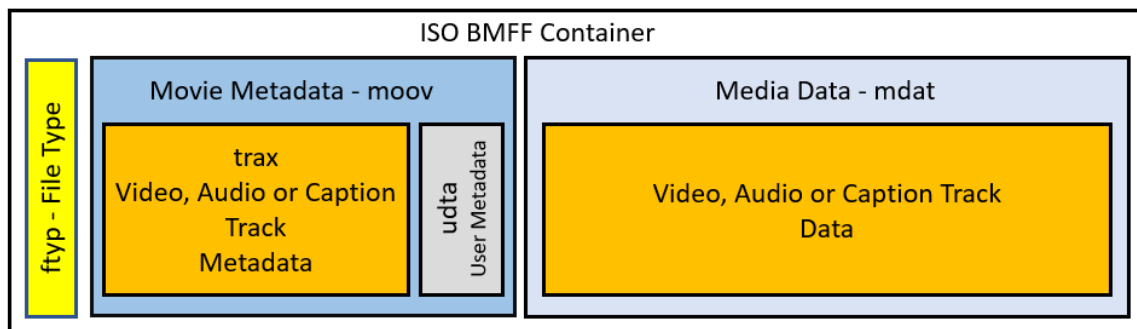 ISO BMFF Container
ftyp - File Type
Movie Metadata - moov
trax
Video, Audio or Caption
Track
Metadata
udta
User Metadata
Media Data - mdat
Video, Audio or Caption Track
Data